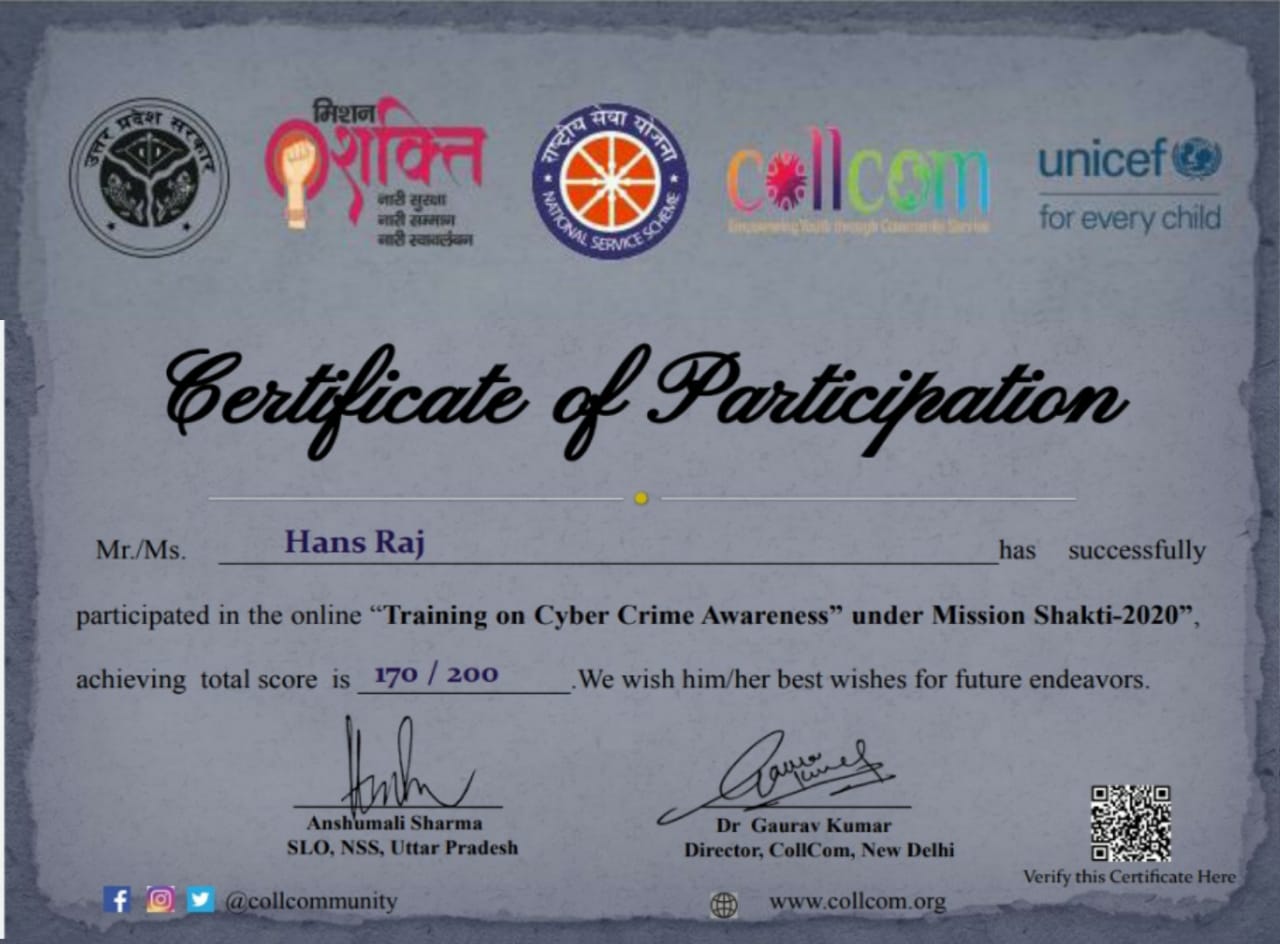 उत्तर प्रदेश सरकार
मिशन
शक्ति
नारी सुरक्षा
नारी सम्मान
नारी स्वावलंबन
राष्ट्रीय सेवा योजना
NATIONAL SERVICE SCHEME
collcom
Empowering Youth through Community Service
unicef
for every child
Certificate of Participation
Mr./Ms. Hans Raj has successfully
participated in the online “Training on Cyber Crime Awareness” under Mission Shakti-2020”,
achieving total score is 170 / 200 .We wish him/her best wishes for future endeavors.
Anshumali Sharma
SLO, NSS, Uttar Pradesh
Dr Gaurav Kumar
Director, CollCom, New Delhi
Verify this Certificate Here
@collcommunity
www.collcom.org